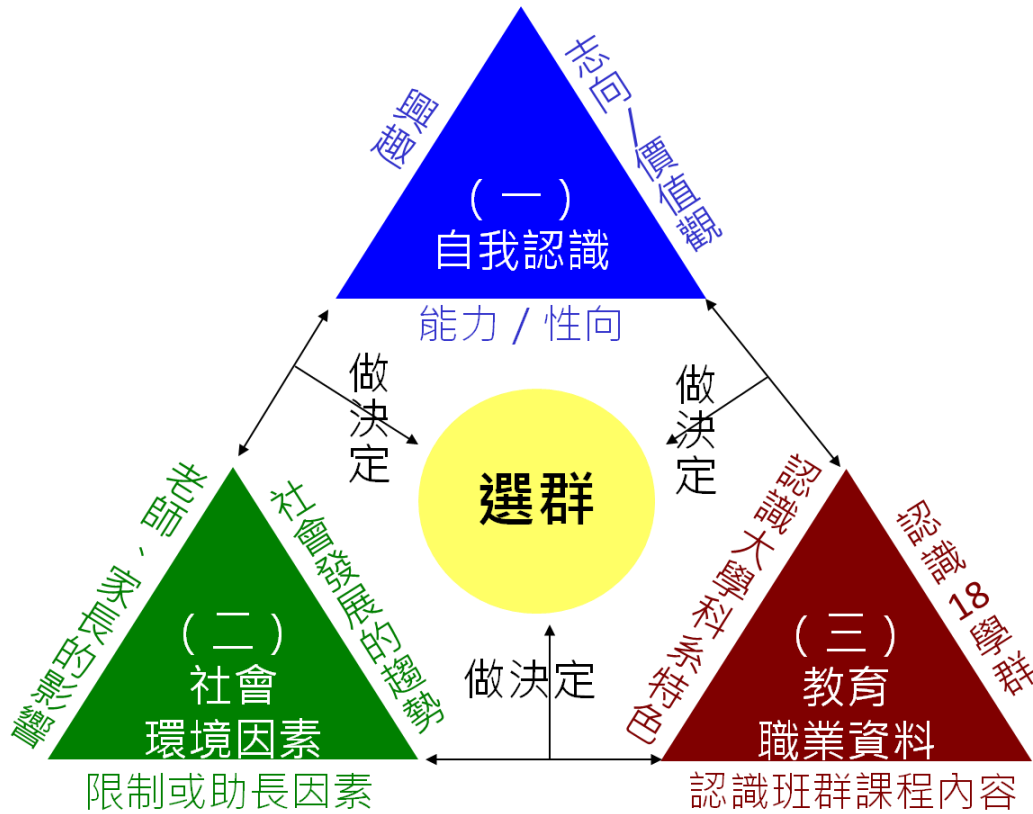 興趣
志向/價值觀
（一）
自我認識
能力 / 性向
做決定
做決定
選群
老師、家長的影響
社會發展的趨勢
（二）
社會
環境因素
限制或助長因素
做決定
認識大學科系特色
認識18學群
（三）
教育
職業資料
認識班群課程內容